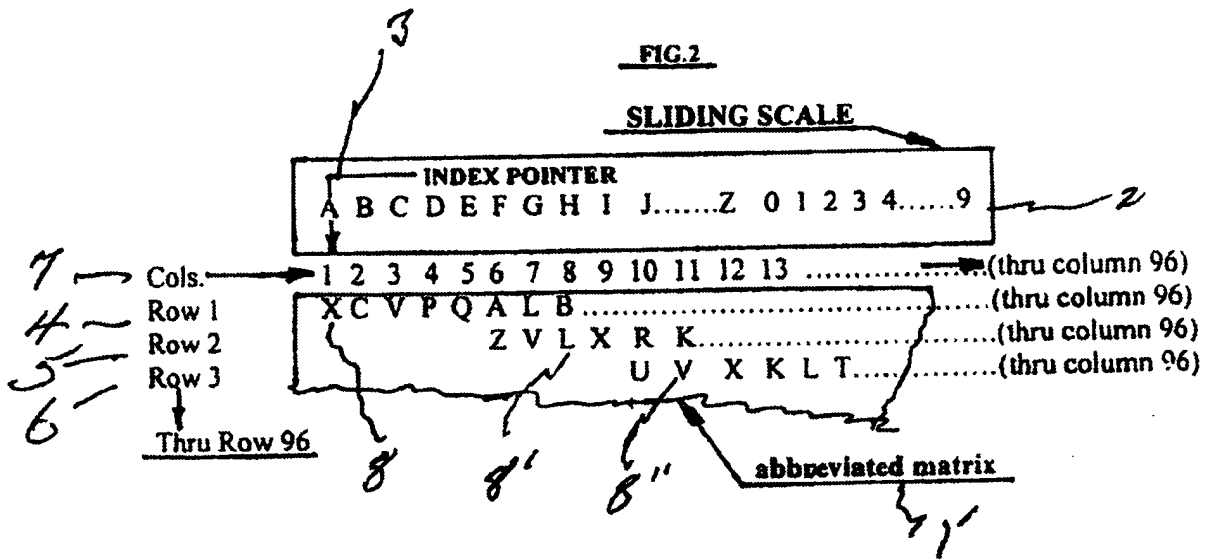 3
FIG.2
SLIDING SCALE
INDEX POINTER
A B C D E F G H I J.......Z 0 1 2 3 4......9
2
7 Cols. 1 2 3 4 5 6 7 8 9 10 11 12 13 ....................(thru column 96)
4 Row 1 X C V P Q A L B.......................................(thru column 96)
5 Row 2 Z V L X R K............................(thru column 96)
6 Row 3 U V X K L T...............(thru column 96)
Thru Row 96
8 8' 8"
abbreviated matrix
1'